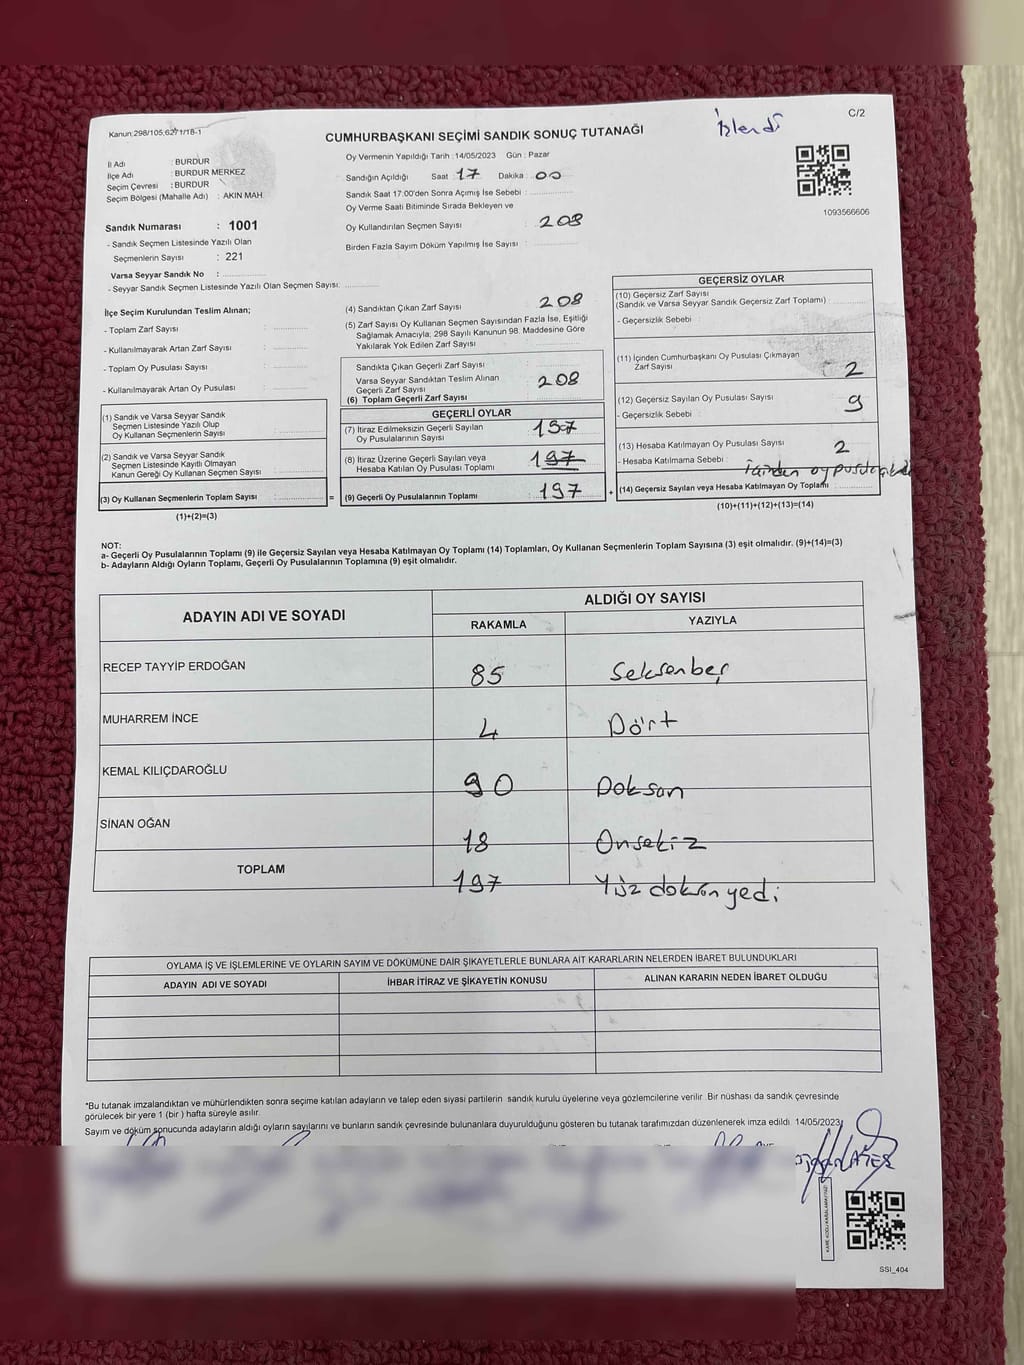 Kanun:298/105,6271/18-1
CUMHURBAŞKANI SEÇİMİ SANDIK SONUÇ TUTANAĞI
İşlendi
C/2
İl Adı : BURDUR
İlçe Adı : BURDUR MERKEZ
Seçim Çevresi : BURDUR
Seçim Bölgesi (Mahalle Adı) : AKIN MAH.
Oy Vermenin Yapıldığı Tarih :14/05/2023 Gün : Pazar
Sandığın Açıldığı Saat 17 Dakika : 00
Sandık Saat 17:00'den Sonra Açımış İse Sebebi :
Oy Verme Saati Bitiminde Sırada Bekleyen ve
Oy Kullandırılan Seçmen Sayısı : 208
Birden Fazla Sayım Döküm Yapılmış İse Sayısı :
1093566606
Sandık Numarası : 1001
- Sandık Seçmen Listesinde Yazılı Olan
Seçmenlerin Sayısı : 221
Varsa Seyyar Sandık No :
- Seyyar Sandık Seçmen Listesinde Yazılı Olan Seçmen Sayısı:
İlçe Seçim Kurulundan Teslim Alınan;
- Toplam Zarf Sayısı :
- Kullanılmayarak Artan Zarf Sayısı :
- Toplam Oy Pusulası Sayısı :
- Kullanılmayarak Artan Oy Pusulası :
(1) Sandık ve Varsa Seyyar Sandık
Seçmen Listesinde Yazılı Olup
Oy Kullanan Seçmenlerin Sayısı :
(2) Sandık ve Varsa Seyyar Sandık
Seçmen Listesinde Kayıtlı Olmayan
Kanun Gereği Oy Kullanan Seçmen Sayısı :
(3) Oy Kullanan Seçmenlerin Toplam Sayısı : =
(1)+(2)=(3)
(4) Sandıktan Çıkan Zarf Sayısı : 208
(5) Zarf Sayısı Oy Kullanan Seçmen Sayısından Fazla İse, Eşitliği
Sağlamak Amacıyla; 298 Sayılı Kanunun 98. Maddesine Göre
Yakılarak Yok Edilen Zarf Sayısı :
Sandıkta Çıkan Geçerli Zarf Sayısı :
Varsa Seyyar Sandıktan Teslim Alınan
Geçerli Zarf Sayısı : 208
(6) Toplam Geçerli Zarf Sayısı
GEÇERLİ OYLAR
(7) İtiraz Edilmeksizin Geçerli Sayılan
Oy Pusulalarının Sayısı : 197
(8) İtiraz Üzerine Geçerli Sayılan veya
Hesaba Katılan Oy Pusulası Toplamı : 197
(9) Geçerli Oy Pusulalarının Toplamı : 197 +
GEÇERSİZ OYLAR
(10) Geçersiz Zarf Sayısı
(Sandık ve Varsa Seyyar Sandık Geçersiz Zarf Toplamı) :
- Geçersizlik Sebebi :
(11) İçinden Cumhurbaşkanı Oy Pusulası Çıkmayan
Zarf Sayısı : 2
(12) Geçersiz Sayılan Oy Pusulası Sayısı : 9
- Geçersizlik Sebebi :
(13) Hesaba Katılmayan Oy Pusulası Sayısı : 2
- Hesaba Katılmama Sebebi : içinden oy pusulası
(14) Geçersiz Sayılan veya Hesaba Katılmayan Oy Toplamı :
(10)+(11)+(12)+(13)=(14)
NOT:
a- Geçerli Oy Pusulalarının Toplamı (9) ile Geçersiz Sayılan veya Hesaba Katılmayan Oy Toplamı (14) Toplamları, Oy Kullanan Seçmenlerin Toplam Sayısına (3) eşit olmalıdır. (9)+(14)=(3)
b- Adayların Aldığı Oyların Toplamı, Geçerli Oy Pusulalarının Toplamına (9) eşit olmalıdır.
ADAYIN ADI VE SOYADI
ALDIĞI OY SAYISI
RAKAMLA YAZIYLA
RECEP TAYYİP ERDOĞAN 85 Seksenbeş
MUHARREM İNCE 4 Dört
KEMAL KILIÇDAROĞLU 90 Doksan
SİNAN OĞAN 18 Onsekiz
TOPLAM 197 Yüz doksan yedi
OYLAMA İŞ VE İŞLEMLERİNE VE OYLARIN SAYIM VE DÖKÜMÜNE DAİR ŞİKAYETLERLE BUNLARA AİT KARARLARIN NELERDEN İBARET BULUNDUKLARI
ADAYIN ADI VE SOYADI İHBAR İTİRAZ VE ŞİKAYETİN KONUSU ALINAN KARARIN NEDEN İBARET OLDUĞU
*Bu tutanak imzalandıktan ve mühürlendikten sonra seçime katılan adayların ve talep eden siyasi partilerin sandık kurulu üyelerine veya gözlemcilerine verilir. Bir nüshası da sandık çevresinde
görülecek bir yere 1 (bir ) hafta süreyle asılır.
Sayım ve döküm sonucunda adayların aldığı oyların sayılarını ve bunların sandık çevresinde bulunanlara duyurulduğunu gösteren bu tutanak tarafımızdan düzenlenerek imza edildi. 14/05/2023
SSI_404